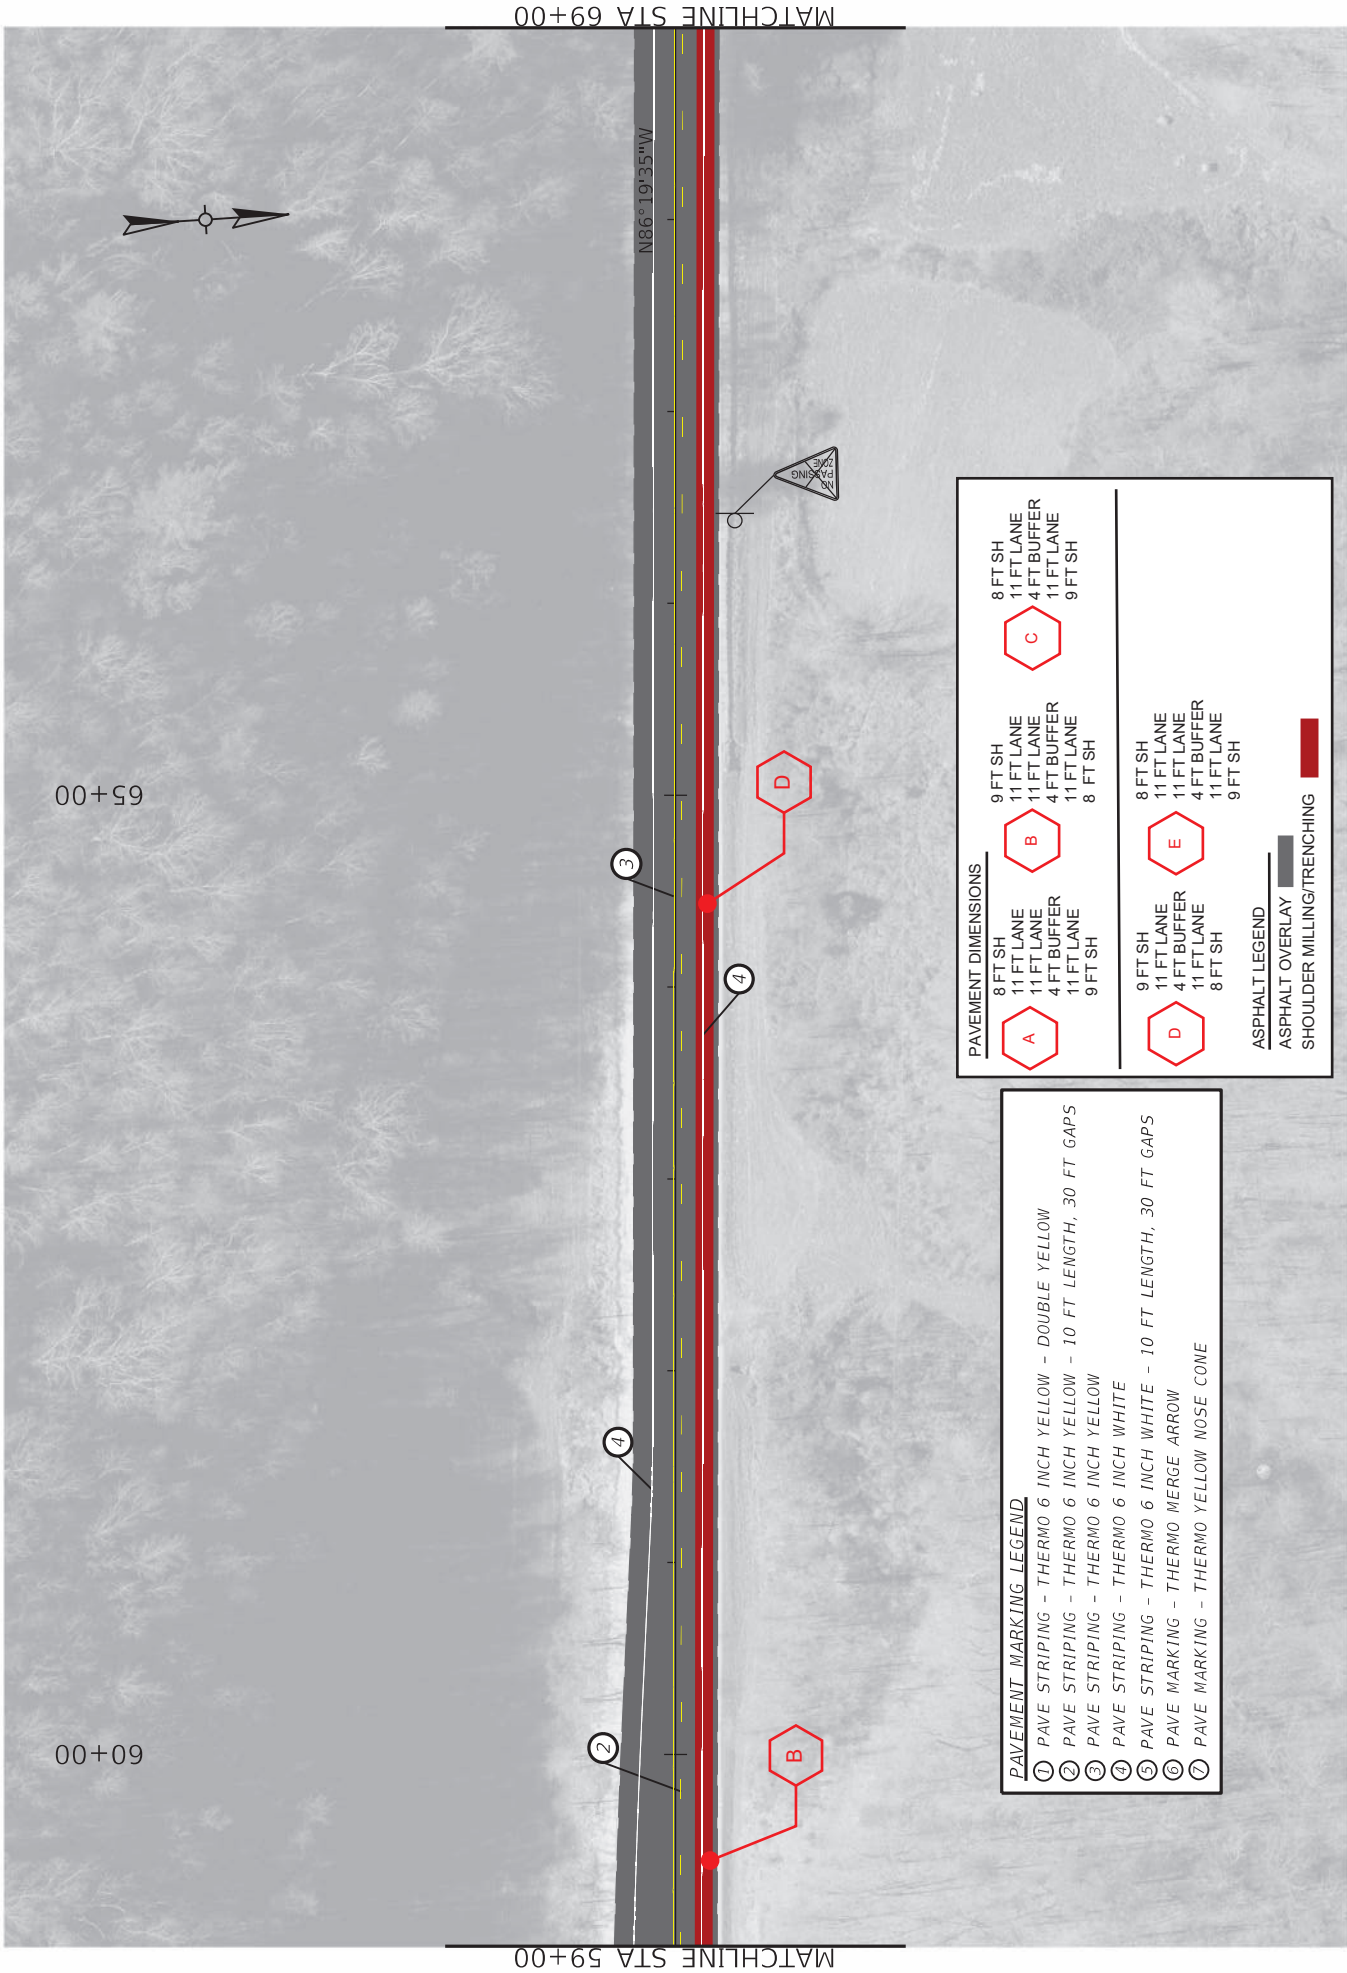 MATCHLINE STA 69+00
N86°19'35"W
65+00
60+00
MATCHLINE STA 59+00
3
4
4
2
D
B
NO
PASSING
ZONE
PAVEMENT DIMENSIONS
A
8 FT SH
11 FT LANE
11 FT LANE
4 FT BUFFER
11 FT LANE
9 FT SH
B
9 FT SH
11 FT LANE
11 FT LANE
4 FT BUFFER
11 FT LANE
8 FT SH
C
8 FT SH
11 FT LANE
4 FT BUFFER
11 FT LANE
9 FT SH
D
9 FT SH
11 FT LANE
4 FT BUFFER
11 FT LANE
8 FT SH
E
8 FT SH
11 FT LANE
11 FT LANE
4 FT BUFFER
11 FT LANE
9 FT SH
ASPHALT LEGEND
ASPHALT OVERLAY
SHOULDER MILLING/TRENCHING
PAVEMENT MARKING LEGEND
1 PAVE STRIPING - THERMO 6 INCH YELLOW - DOUBLE YELLOW
2 PAVE STRIPING - THERMO 6 INCH YELLOW - 10 FT LENGTH, 30 FT GAPS
3 PAVE STRIPING - THERMO 6 INCH YELLOW
4 PAVE STRIPING - THERMO 6 INCH WHITE
5 PAVE STRIPING - THERMO 6 INCH WHITE - 10 FT LENGTH, 30 FT GAPS
6 PAVE MARKING - THERMO MERGE ARROW
7 PAVE MARKING - THERMO YELLOW NOSE CONE